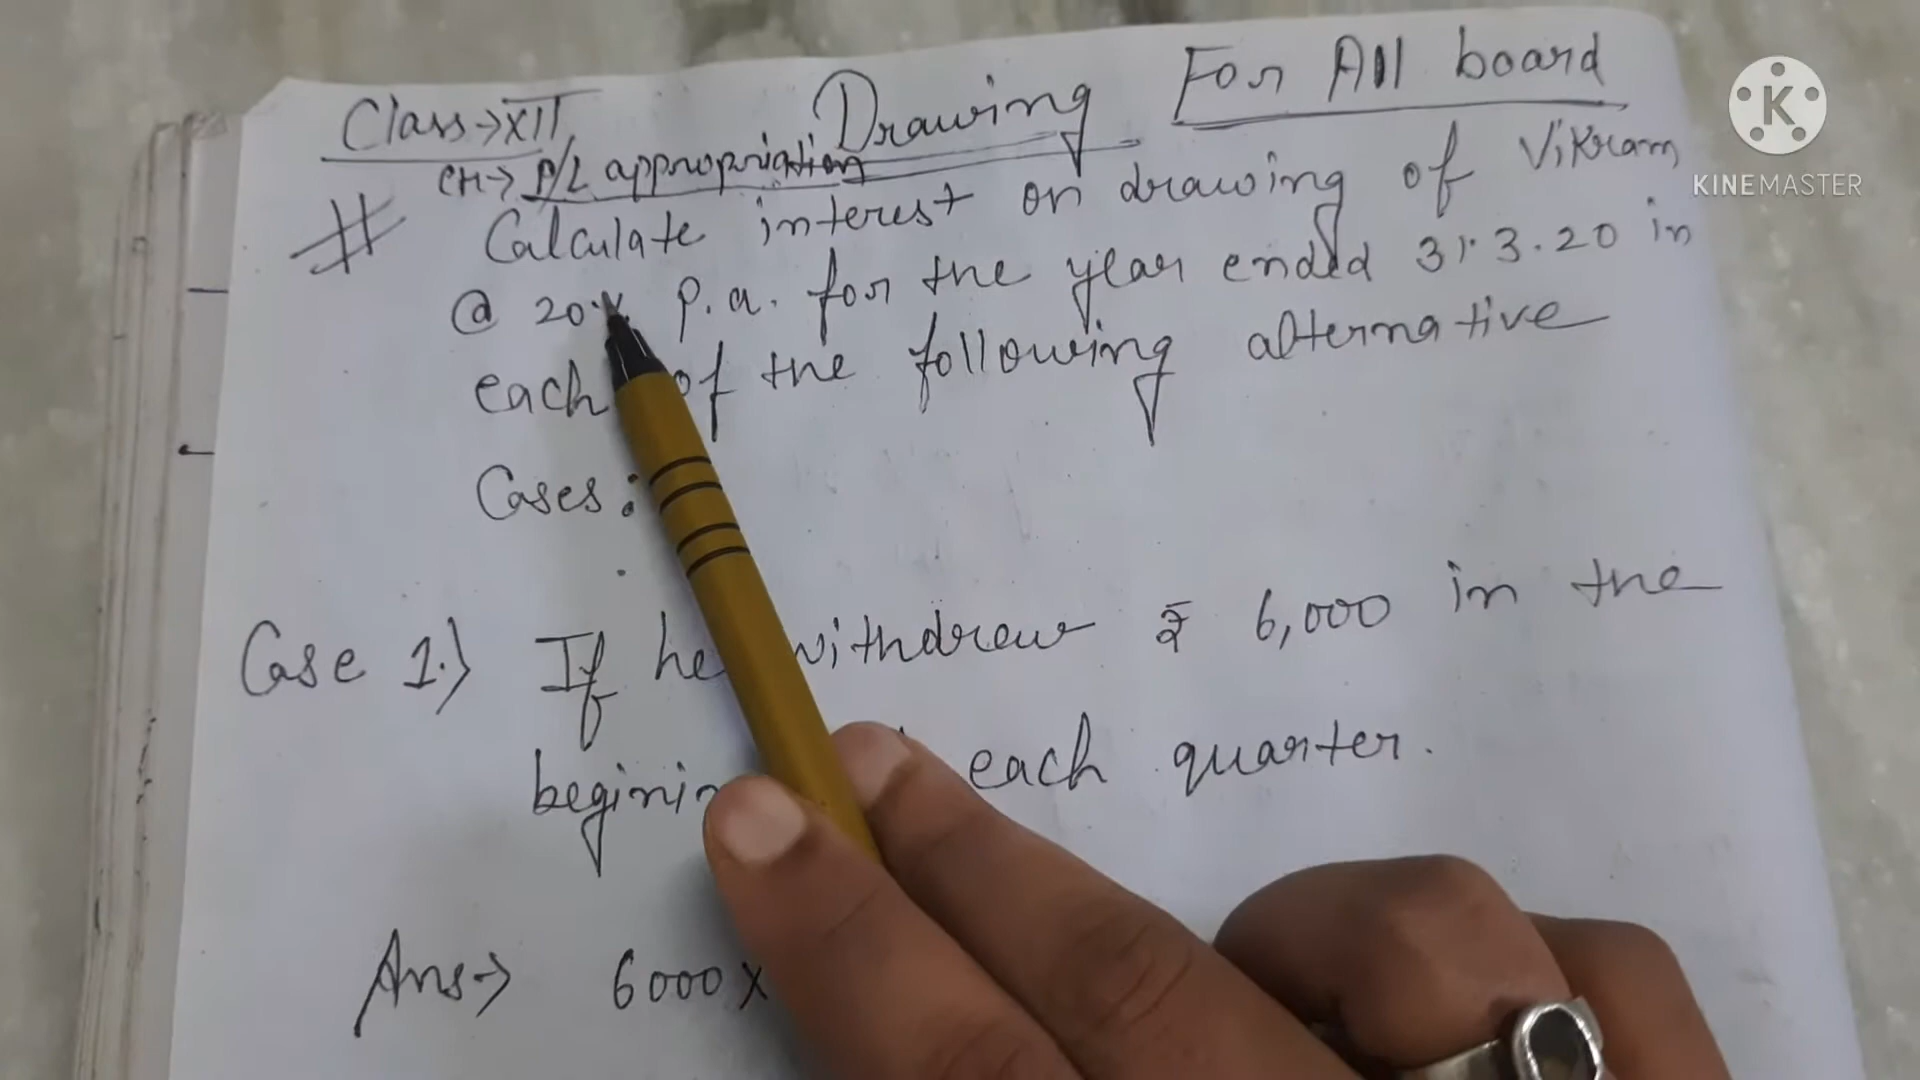 Class→XII, Drawing For All board
CH→ P/L appropriation
# Calculate interest on drawing of Vikram
@ 20% p.a. for the year ended 31.3.20 in
each of the following alternative
Cases:
Case 1.) If he withdrew ₹ 6,000 in the
begining each quarter.
Ans→ 6000 x
K
KINEMASTER